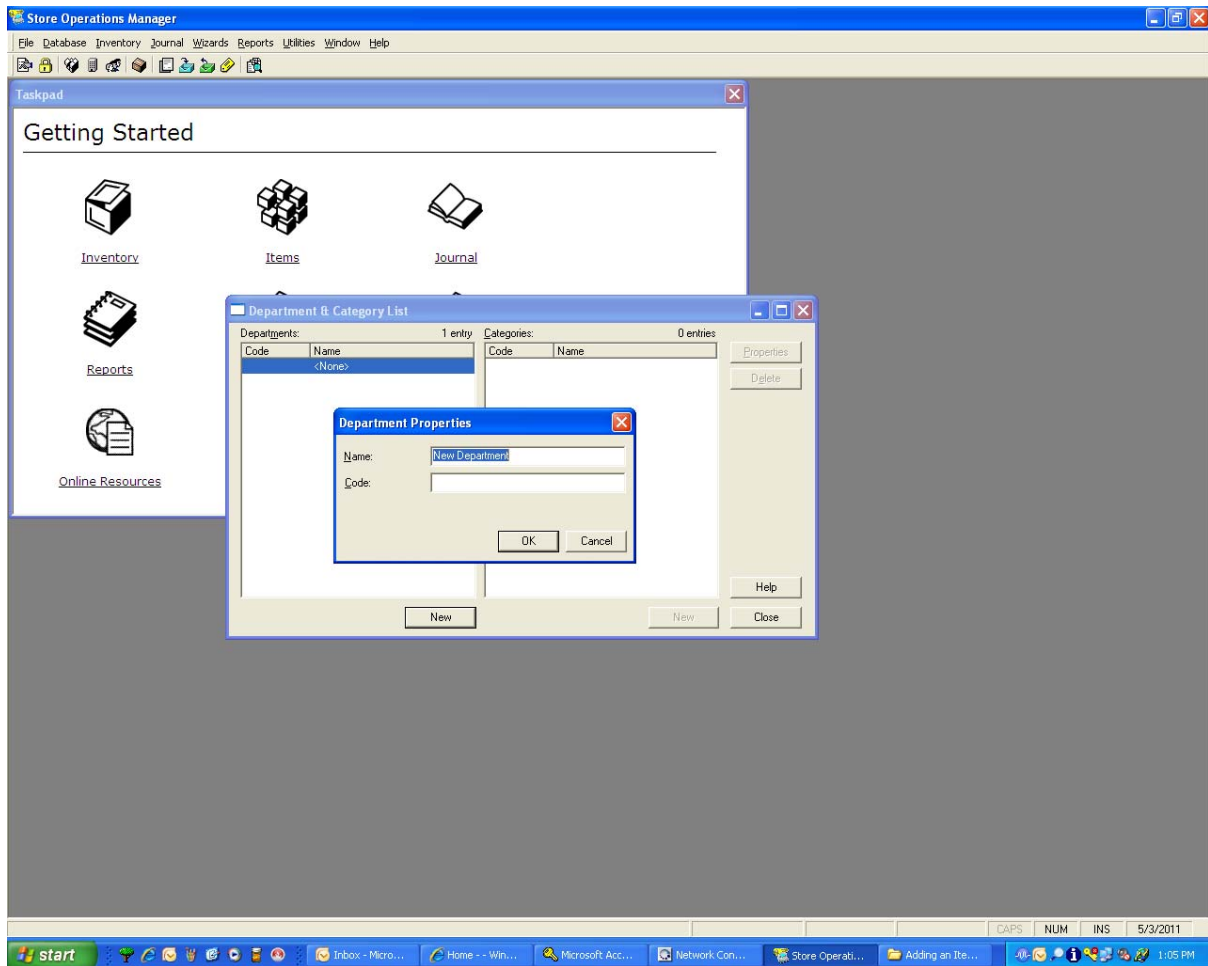 Store Operations Manager
File Database Inventory Journal Wizards Reports Utilities Window Help
Taskpad
Getting Started
Inventory Items Journal
Reports
Online Resources
Department & Category List
Departments: 1 entry Categories: 0 entries
Code Name Code Name
<None>
Properties
Delete
Department Properties
Name: New Department
Code:
OK Cancel
Help
New New Close
CAPS NUM INS 5/3/2011
start Inbox - Micro... Home - - Win... Microsoft Acc... Network Con... Store Operati... Adding an Ite... 1:05 PM